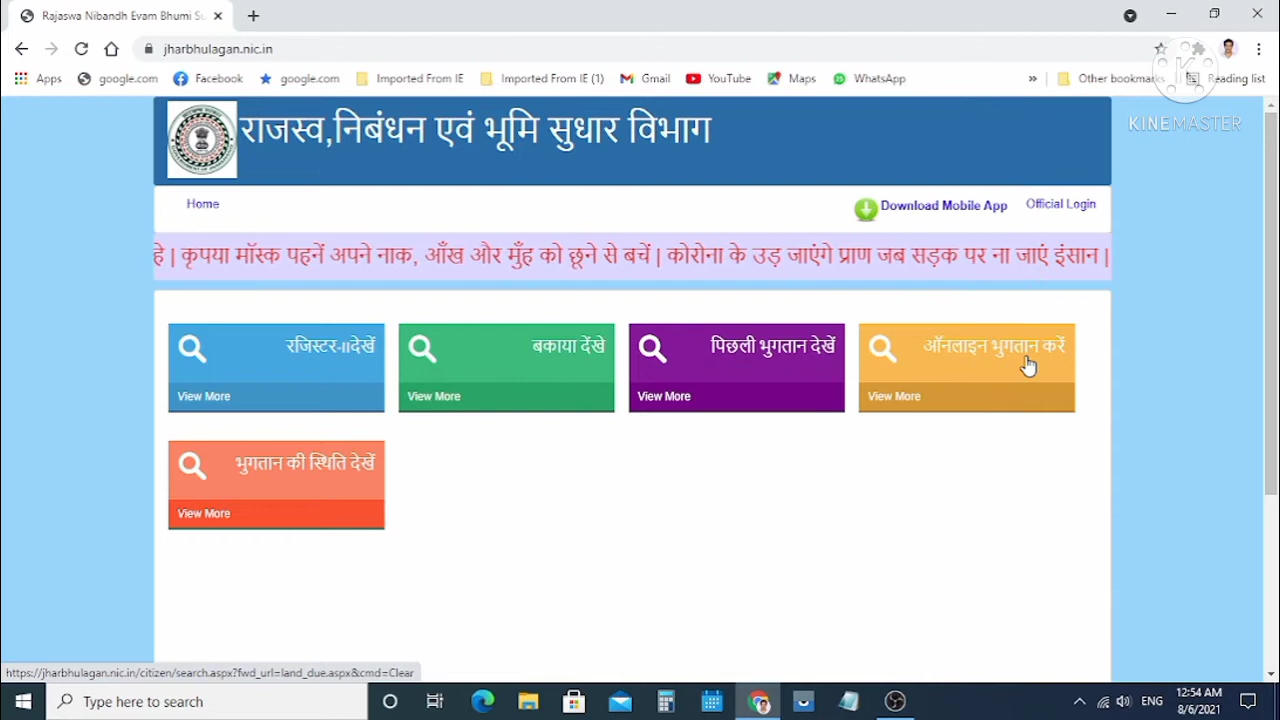 Rajaswa Nibandh Evam Bhumi Su
jharbhulagan.nic.in
Apps google.com Facebook google.com Imported From IE Imported From IE (1) Gmail YouTube Maps WhatsApp » Other bookmarks Reading list
KINEMASTER
राजस्व,निबंधन एवं भूमि सुधार विभाग
Home Download Mobile App Official Login
हे | कृपया मॉस्क पहनें अपने नाक, आँख और मुँह को छूने से बचें | कोरोना के उड़ जाएंगे प्राण जब सड़क पर ना जाएं इंसान |
रजिस्टर-IIदेखें
View More
बकाया देंखे
View More
पिछली भुगतान देखें
View More
ऑनलाइन भुगतान करें
View More
भुगतान की स्थिति देखें
View More
https://jharbhulagan.nic.in/citizen/search.aspx?fwd_url=land_due.aspx&cmd=Clear
Type here to search
ENG
12:54 AM
8/6/2021